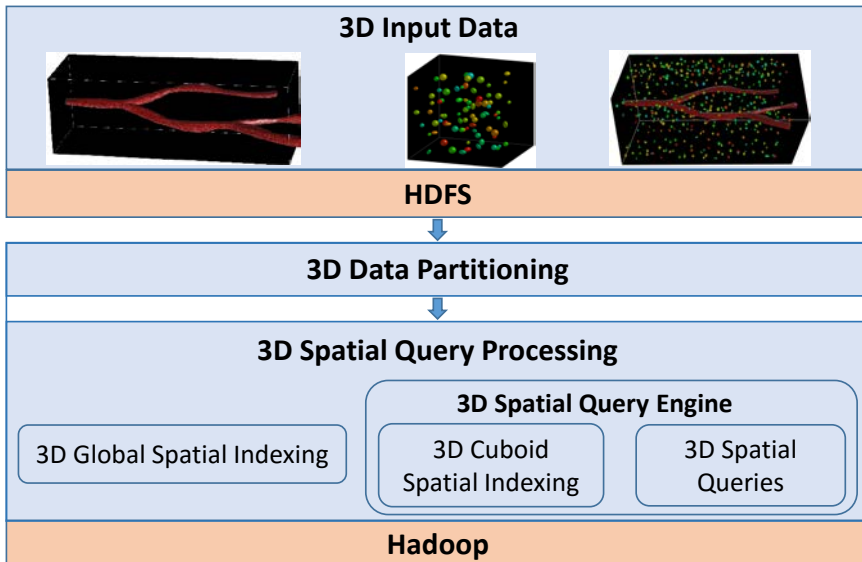 3D Input Data
HDFS
3D Data Partitioning
3D Spatial Query Processing
3D Spatial Query Engine
3D Global Spatial Indexing
3D Cuboid
Spatial Indexing
3D Spatial
Queries
Hadoop